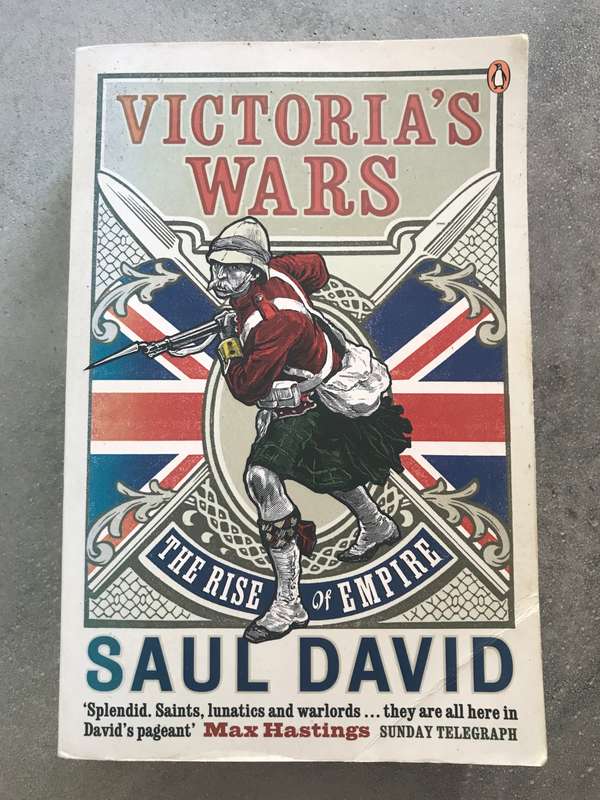 VICTORIA'S
WARS
THE RISE of EMPIRE
SAUL DAVID
'Splendid. Saints, lunatics and warlords ... they are all here in
David's pageant' Max Hastings SUNDAY TELEGRAPH